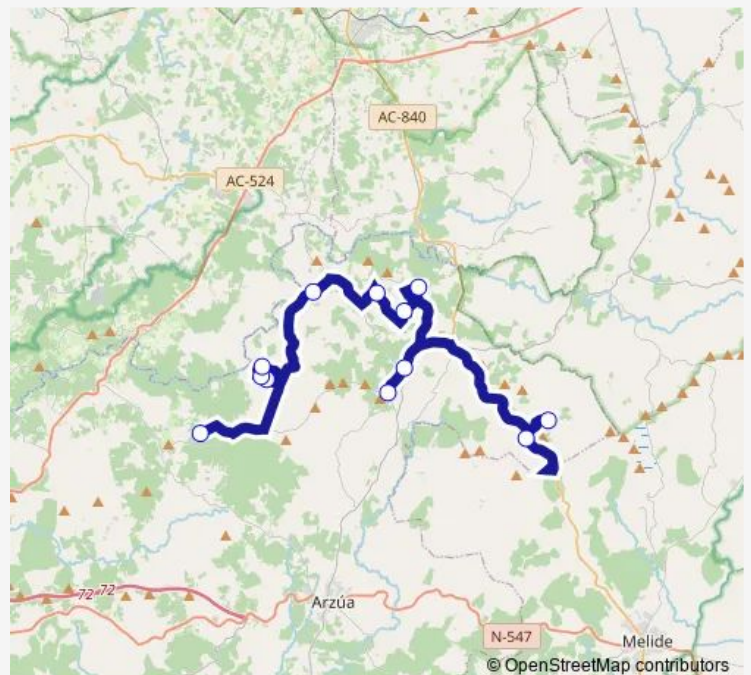 AC-840
AC-524
72 72
Arzúa
N-547
Melide
© OpenStreetMap contributors